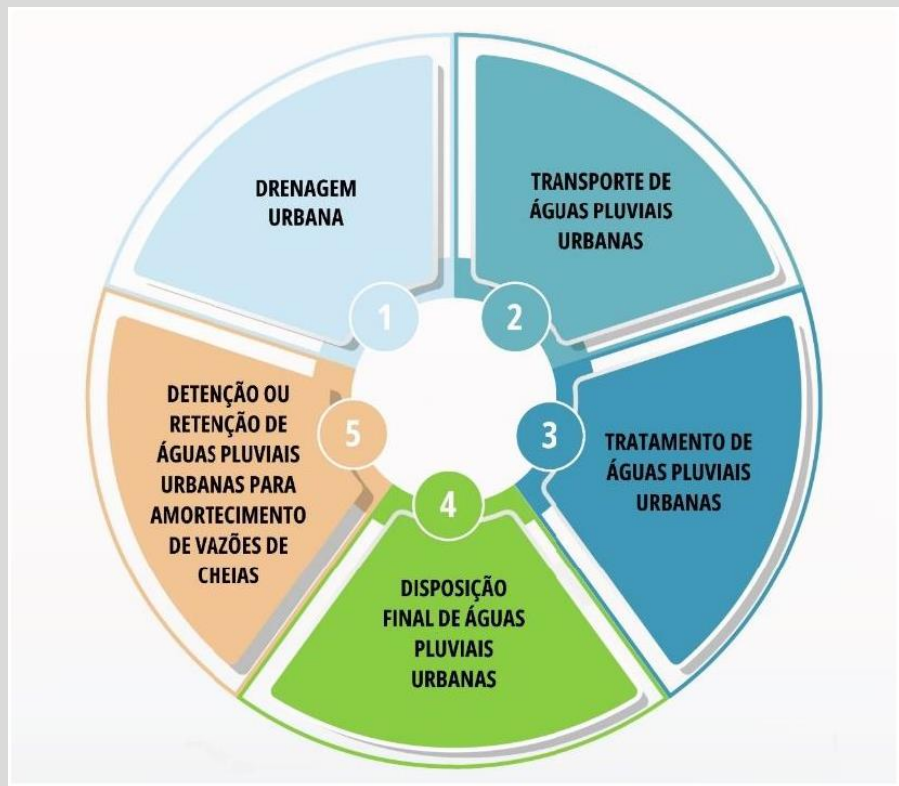 DRENAGEM
URBANA
1
TRANSPORTE DE
ÁGUAS PLUVIAIS
URBANAS
2
TRATAMENTO DE
ÁGUAS PLUVIAIS
URBANAS
3
DISPOSIÇÃO
FINAL DE ÁGUAS
PLUVIAIS
URBANAS
4
DETENÇÃO OU
RETENÇÃO DE
ÁGUAS PLUVIAIS
URBANAS PARA
AMORTECIMENTO
DE VAZÕES DE
CHEIAS
5